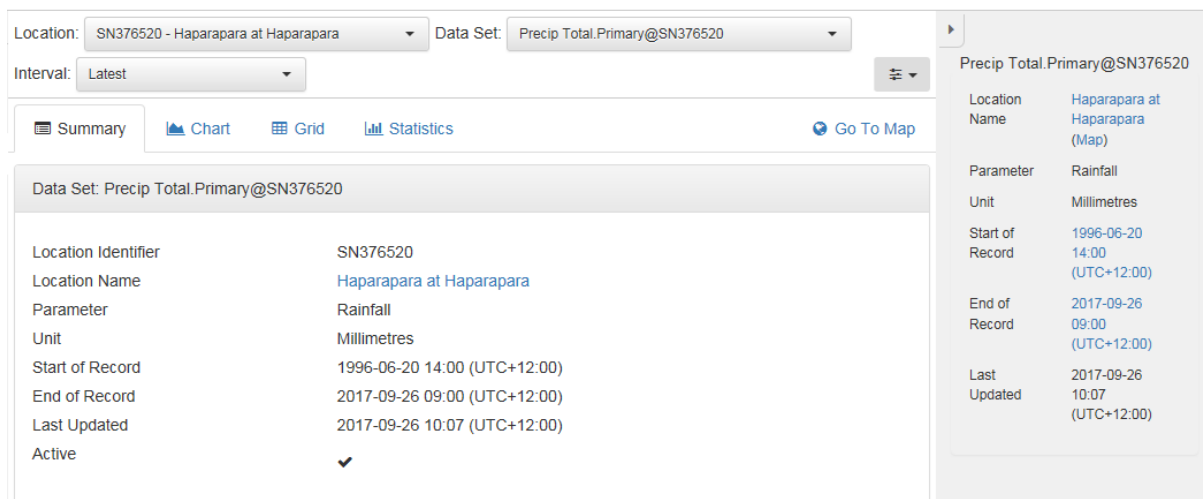 Location: SN376520 - Haparapara at Haparapara Data Set: Precip Total.Primary@SN376520
Interval: Latest
Summary Chart Grid Statistics Go To Map
Data Set: Precip Total.Primary@SN376520
Location Identifier SN376520
Location Name Haparapara at Haparapara
Parameter Rainfall
Unit Millimetres
Start of Record 1996-06-20 14:00 (UTC+12:00)
End of Record 2017-09-26 09:00 (UTC+12:00)
Last Updated 2017-09-26 10:07 (UTC+12:00)
Active
Precip Total.Primary@SN376520
Location Haparapara at
Name Haparapara
(Map)
Parameter Rainfall
Unit Millimetres
Start of 1996-06-20
Record 14:00
(UTC+12:00)
End of 2017-09-26
Record 09:00
(UTC+12:00)
Last 2017-09-26
Updated 10:07
(UTC+12:00)